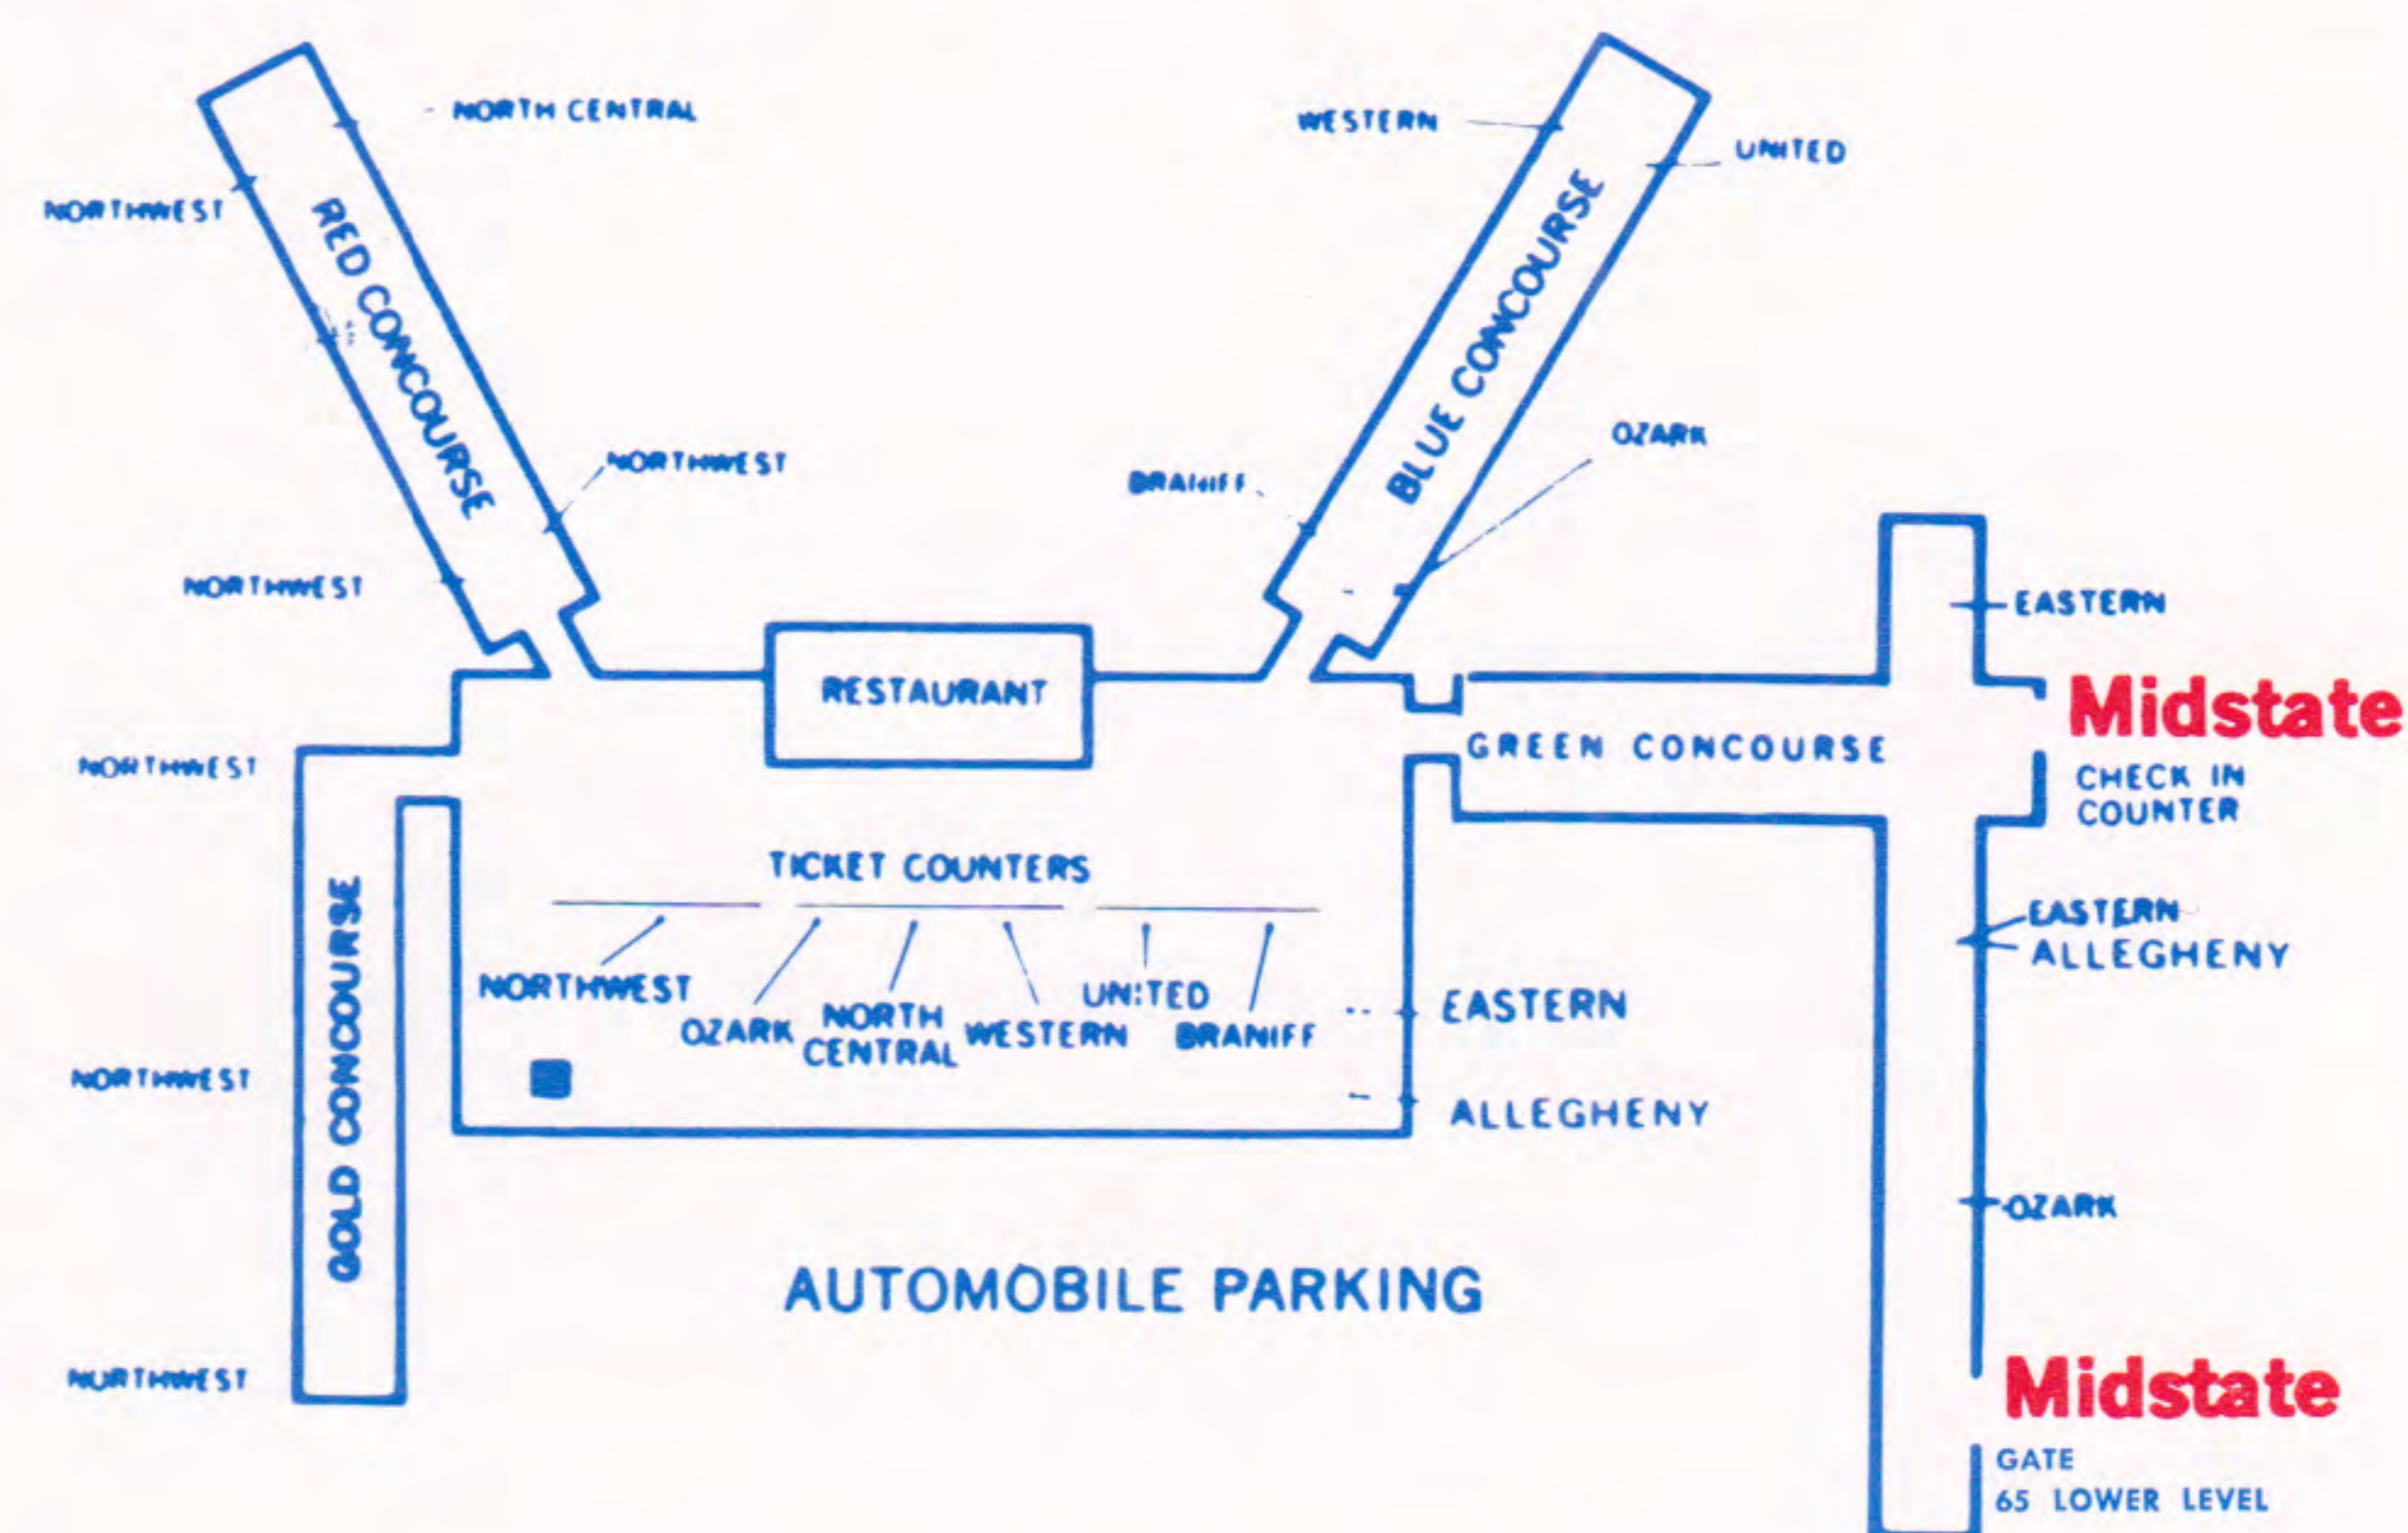 NORTH CENTRAL
WESTERN
UNITED
NORTHWEST
RED CONCOURSE
BLUE CONCOURSE
OZARK
NORTHWEST
BRANIFF
NORTHWEST
EASTERN
RESTAURANT
Midstate
GREEN CONCOURSE
NORTHWEST
CHECK IN
COUNTER
TICKET COUNTERS
GOLD CONCOURSE
EASTERN
ALLEGHENY
NORTHWEST
OZARK
NORTH
CENTRAL
WESTERN
UNITED
BRANIFF
EASTERN
NORTHWEST
ALLEGHENY
OZARK
AUTOMOBILE PARKING
NORTHWEST
Midstate
GATE
65 LOWER LEVEL